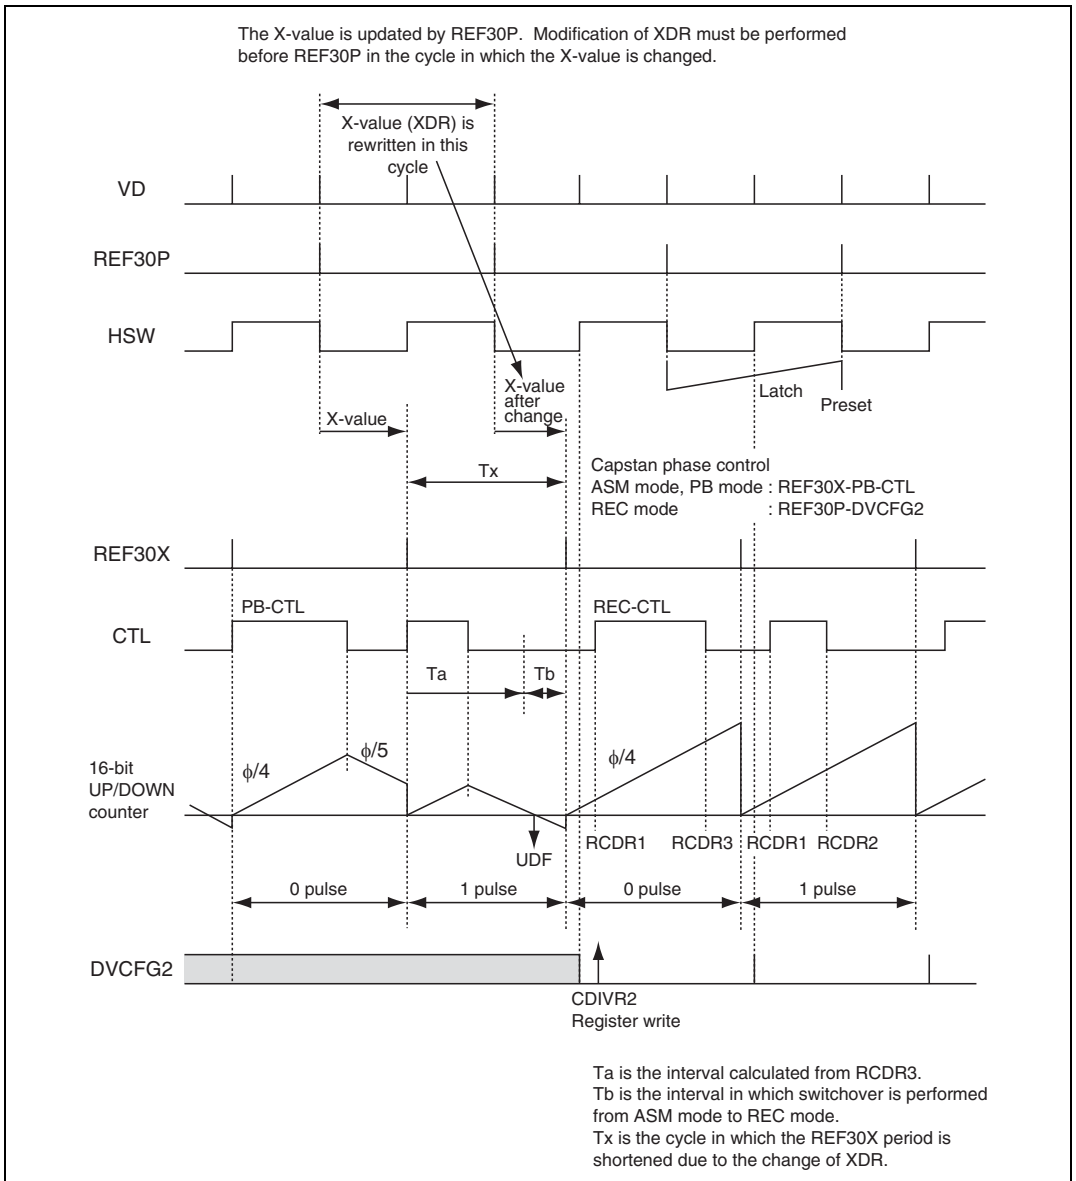 The X-value is updated by REF30P.  Modification of XDR must be performed
before REF30P in the cycle in which the X-value is changed.
X-value (XDR) is
rewritten in this
cycle
VD
REF30P
HSW
Latch
Preset
X-value
X-value
after
change
Tx
Capstan phase control
ASM mode, PB mode : REF30X-PB-CTL
REC mode : REF30P-DVCFG2
REF30X
PB-CTL
REC-CTL
CTL
Ta
Tb
16-bit
UP/DOWN
counter
ϕ/4
ϕ/5
ϕ/4
UDF
RCDR1
RCDR3
RCDR1
RCDR2
0 pulse
1 pulse
0 pulse
1 pulse
DVCFG2
CDIVR2
Register write
Ta is the interval calculated from RCDR3.
Tb is the interval in which switchover is performed
from ASM mode to REC mode.
Tx is the cycle in which the REF30X period is
shortened due to the change of XDR.